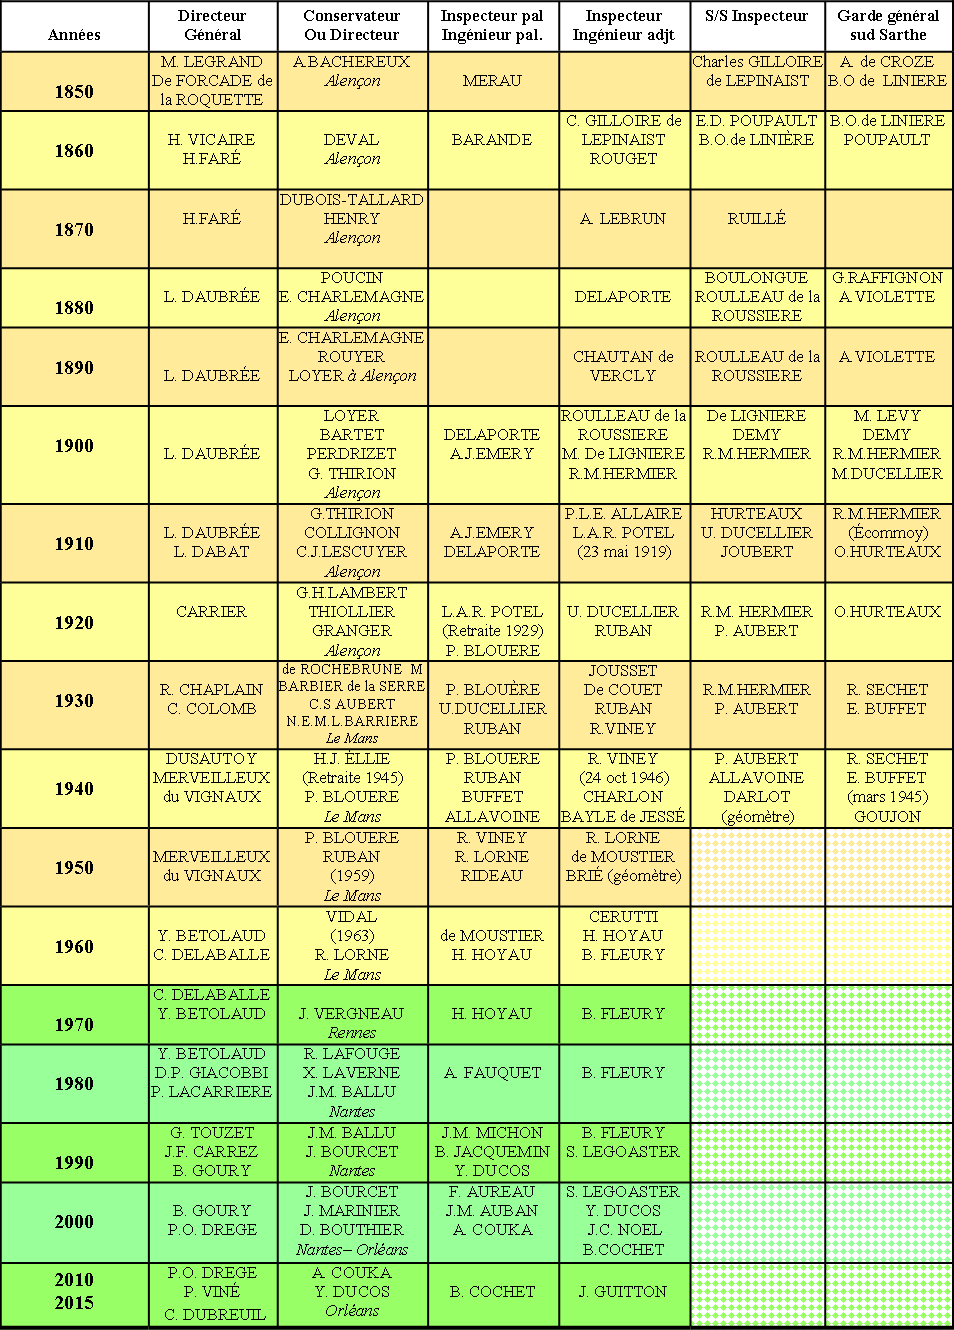 Années
Directeur
Général
Conservateur
Ou Directeur
Inspecteur pal
Ingénieur pal.
Inspecteur
Ingénieur adjt
S/S Inspecteur
Garde général
sud Sarthe
1850
M. LEGRAND
De FORCADE de
la ROQUETTE
A.BACHEREUX
Alençon
MERAU
Charles GILLOIRE
de LEPINAIST
A. de CROZE
B.O de LINIERE
1860
H. VICAIRE
H.FARÉ
DEVAL
Alençon
BARANDE
C. GILLOIRE de
LEPINAIST
ROUGET
E.D. POUPAULT
B.O.de LINIÈRE
B.O.de LINIERE
POUPAULT
1870
H.FARÉ
DUBOIS-TALLARD
HENRY
Alençon
A. LEBRUN
RUILLÉ
1880
L. DAUBRÉE
POUCIN
E. CHARLEMAGNE
Alençon
DELAPORTE
BOULONGUE
ROULLEAU de la
ROUSSIERE
G.RAFFIGNON
A.VIOLETTE
1890
L. DAUBRÉE
E. CHARLEMAGNE
ROUYER
LOYER à Alençon
CHAUTAN de
VERCLY
ROULLEAU de la
ROUSSIERE
A.VIOLETTE
1900
L. DAUBRÉE
LOYER
BARTET
PERDRIZET
G. THIRION
Alençon
DELAPORTE
A.J.EMERY
ROULLEAU de la
ROUSSIERE
M. De LIGNIERE
R.M.HERMIER
De LIGNIERE
DEMY
R.M.HERMIER
M. LEVY
DEMY
R.M.HERMIER
M.DUCELLIER
1910
L. DAUBRÉE
L. DABAT
G.THIRION
COLLIGNON
C.J.LESCUYER
Alençon
A.J.EMERY
DELAPORTE
P.L.E. ALLAIRE
L.A.R. POTEL
(23 mai 1919)
HURTEAUX
U. DUCELLIER
JOUBERT
R.M.HERMIER
(Écommoy)
O.HURTEAUX
1920
CARRIER
G.H.LAMBERT
THIOLLIER
GRANGER
Alençon
L.A.R. POTEL
(Retraite 1929)
P. BLOUERE
U. DUCELLIER
RUBAN
R.M. HERMIER
P. AUBERT
O.HURTEAUX
1930
R. CHAPLAIN
C. COLOMB
de ROCHEBRUNE M
BARBIER de la SERRE
C.S AUBERT
N.E.M.L.BARRIERE
Le Mans
P. BLOUÈRE
U.DUCELLIER
RUBAN
JOUSSET
De COUET
RUBAN
R.VINEY
R.M.HERMIER
P. AUBERT
R. SECHET
E. BUFFET
1940
DUSAUTOY
MERVEILLEUX
du VIGNAUX
H.J. ÈLLIE
(Retraite 1945)
P. BLOUERE
Le Mans
P. BLOUERE
RUBAN
BUFFET
ALLAVOINE
R. VINEY
(24 oct 1946)
CHARLON
BAYLE de JESSÉ
P. AUBERT
ALLAVOINE
DARLOT
(géomètre)
R. SECHET
E. BUFFET
(mars 1945)
GOUJON
1950
MERVEILLEUX
du VIGNAUX
P. BLOUERE
RUBAN
(1959)
Le Mans
R. VINEY
R. LORNE
RIDEAU
R. LORNE
de MOUSTIER
BRIÉ (géomètre)
1960
Y. BETOLAUD
C. DELABALLE
VIDAL
(1963)
R. LORNE
Le Mans
de MOUSTIER
H. HOYAU
CERUTTI
H. HOYAU
B. FLEURY
1970
C. DELABALLE
Y. BETOLAUD
J. VERGNEAU
Rennes
H. HOYAU
B. FLEURY
1980
Y. BETOLAUD
D.P. GIACOBBI
P. LACARRIERE
R. LAFOUGE
X. LAVERNE
J.M. BALLU
Nantes
A. FAUQUET
B. FLEURY
1990
G. TOUZET
J.F. CARREZ
B. GOURY
J.M. BALLU
J. BOURCET
Nantes
J.M. MICHON
B. JACQUEMIN
Y. DUCOS
B. FLEURY
S. LEGOASTER
2000
B. GOURY
P.O. DREGE
J. BOURCET
J. MARINIER
D. BOUTHIER
Nantes– Orléans
F. AUREAU
J.M. AUBAN
A. COUKA
S. LEGOASTER
Y. DUCOS
J.C. NOEL
B.COCHET
2010
2015
P.O. DREGE
P. VINÉ
C. DUBREUIL
A. COUKA
Y. DUCOS
Orléans
B. COCHET
J. GUITTON